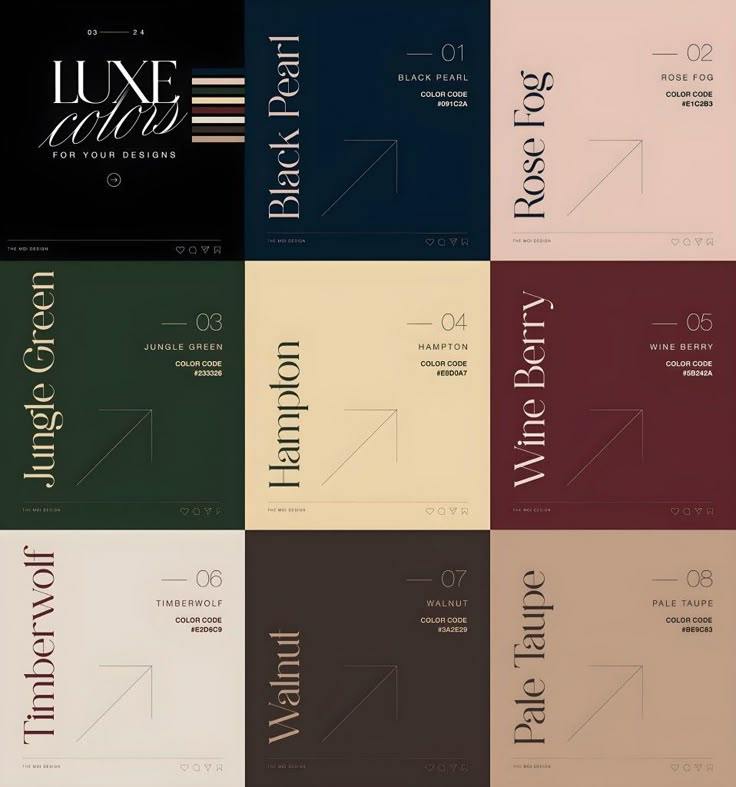 03 24
LUXE
colors
FOR YOUR DESIGNS
THE MOI DESIGN
Black Pearl
01
BLACK PEARL
COLOR CODE
#091C2A
THE MOI DESIGN
Rose Fog
02
ROSE FOG
COLOR CODE
#E1C2B3
THE MOI DESIGN
Jungle Green
03
JUNGLE GREEN
COLOR CODE
#233326
THE MOI DESIGN
Hampton
04
HAMPTON
COLOR CODE
#E8D0A7
THE MOI DESIGN
Wine Berry
05
WINE BERRY
COLOR CODE
#5B242A
THE MOI DESIGN
Timberwolf
06
TIMBERWOLF
COLOR CODE
#E2D6C9
THE MOI DESIGN
Walnut
07
WALNUT
COLOR CODE
#3A2E29
THE MOI DESIGN
Pale Taupe
08
PALE TAUPE
COLOR CODE
#BE9C83
THE MOI DESIGN